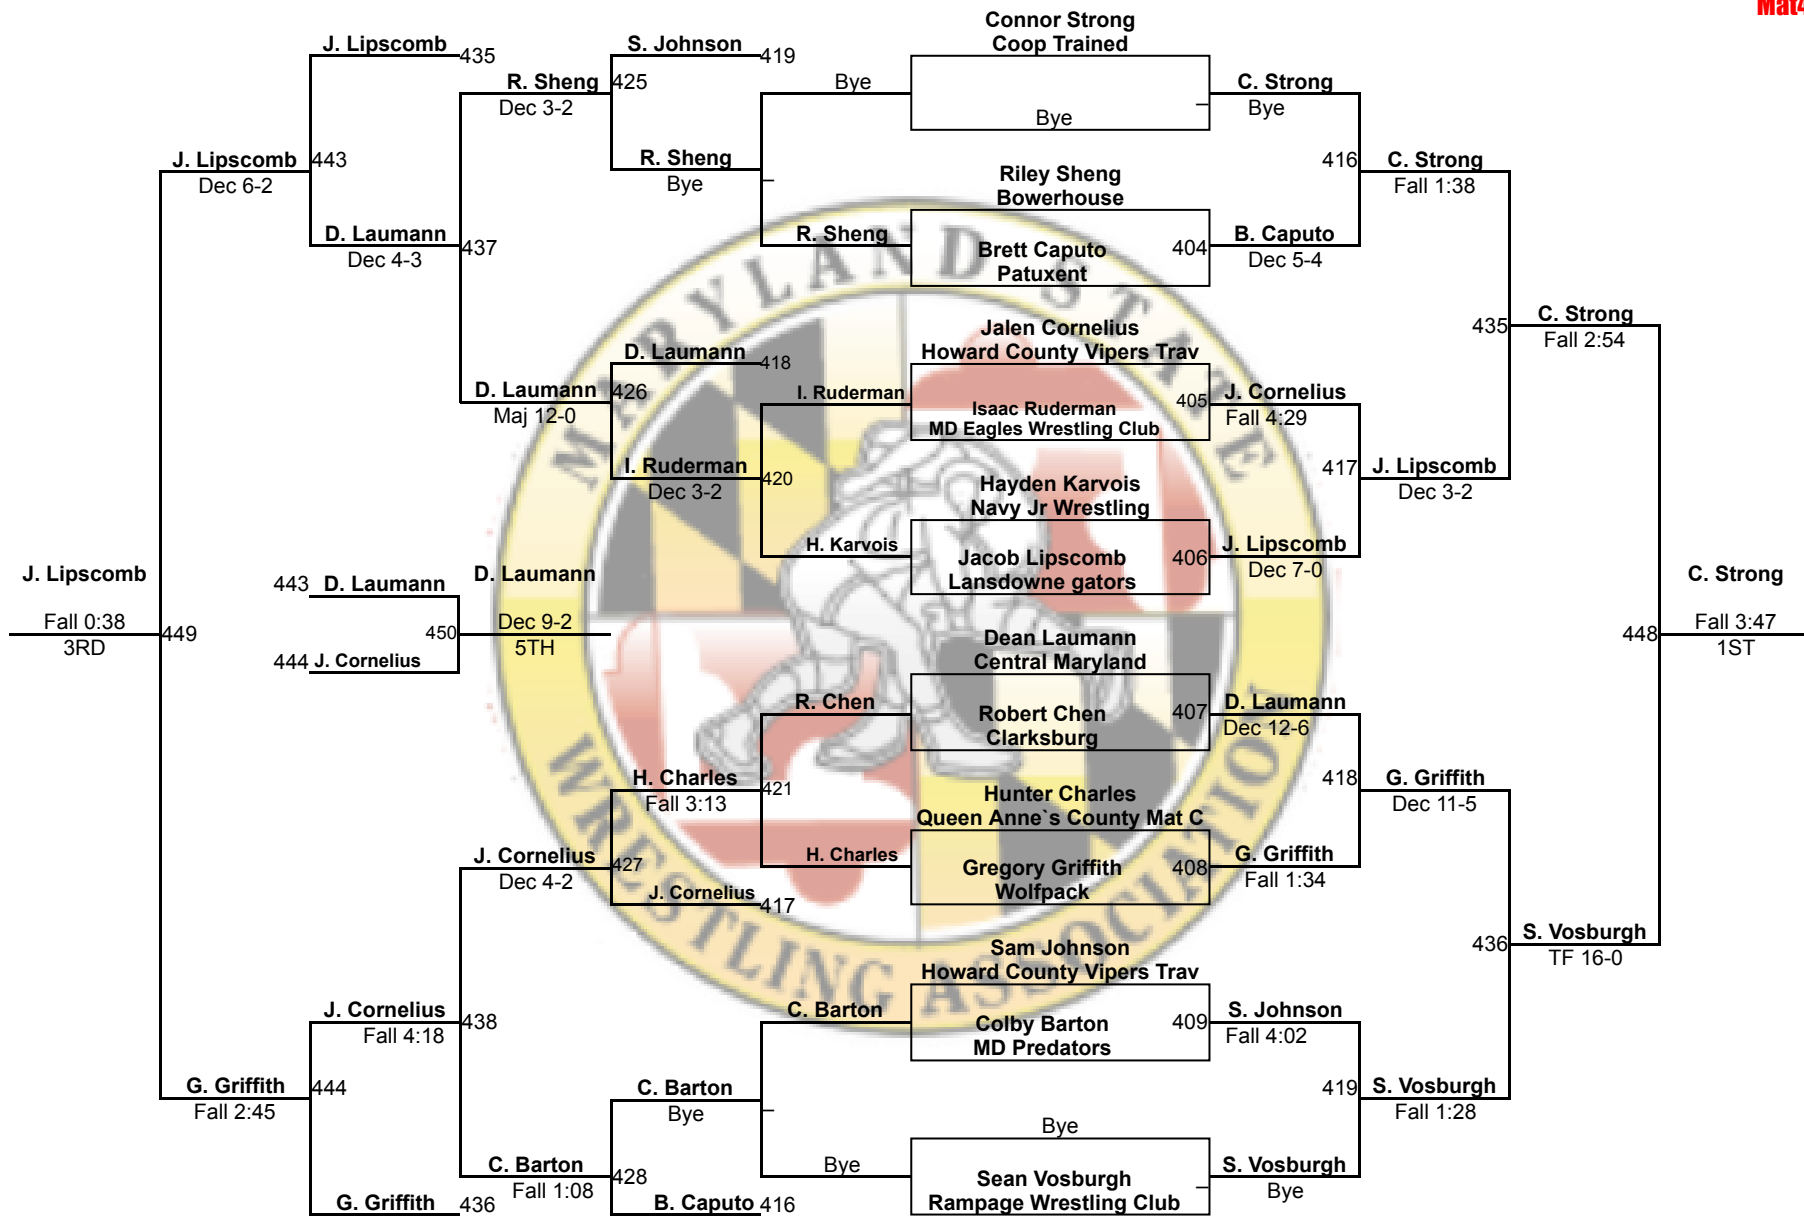 Mat4
Connor Strong
Coop Trained
J. Lipscomb
435
S. Johnson
419
R. Sheng
425
Dec 3-2
Bye
Bye
–
C. Strong
Bye
J. Lipscomb
443
Dec 6-2
R. Sheng
Bye
–
416
C. Strong
Fall 1:38
Riley Sheng
Bowerhouse
D. Laumann
437
Dec 4-3
R. Sheng
Brett Caputo
Patuxent
404
B. Caputo
Dec 5-4
Jalen Cornelius
Howard County Vipers Trav
435
C. Strong
Fall 2:54
D. Laumann
418
D. Laumann
426
Maj 12-0
I. Ruderman
Isaac Ruderman
MD Eagles Wrestling Club
405
J. Cornelius
Fall 4:29
I. Ruderman
420
Dec 3-2
417
J. Lipscomb
Dec 3-2
Hayden Karvois
Navy Jr Wrestling
H. Karvois
Jacob Lipscomb
Lansdowne gators
406
J. Lipscomb
Dec 7-0
J. Lipscomb
Fall 0:38
3RD
449
443
D. Laumann
D. Laumann
450
Dec 9-2
5TH
444
J. Cornelius
C. Strong
448
Fall 3:47
1ST
Dean Laumann
Central Maryland
R. Chen
Robert Chen
Clarksburg
407
D. Laumann
Dec 12-6
H. Charles
421
Fall 3:13
418
G. Griffith
Dec 11-5
Hunter Charles
Queen Anne`s County Mat C
J. Cornelius
427
Dec 4-2
H. Charles
Gregory Griffith
Wolfpack
408
G. Griffith
Fall 1:34
J. Cornelius
417
436
S. Vosburgh
TF 16-0
Sam Johnson
Howard County Vipers Trav
J. Cornelius
438
Fall 4:18
C. Barton
Colby Barton
MD Predators
409
S. Johnson
Fall 4:02
G. Griffith
444
Fall 2:45
C. Barton
Bye
–
419
S. Vosburgh
Fall 1:28
Bye
C. Barton
428
Fall 1:08
Bye
Sean Vosburgh
Rampage Wrestling Club
–
S. Vosburgh
Bye
G. Griffith
436
B. Caputo
416
MARYLAND STATE
WRESTLING ASSOCIATION